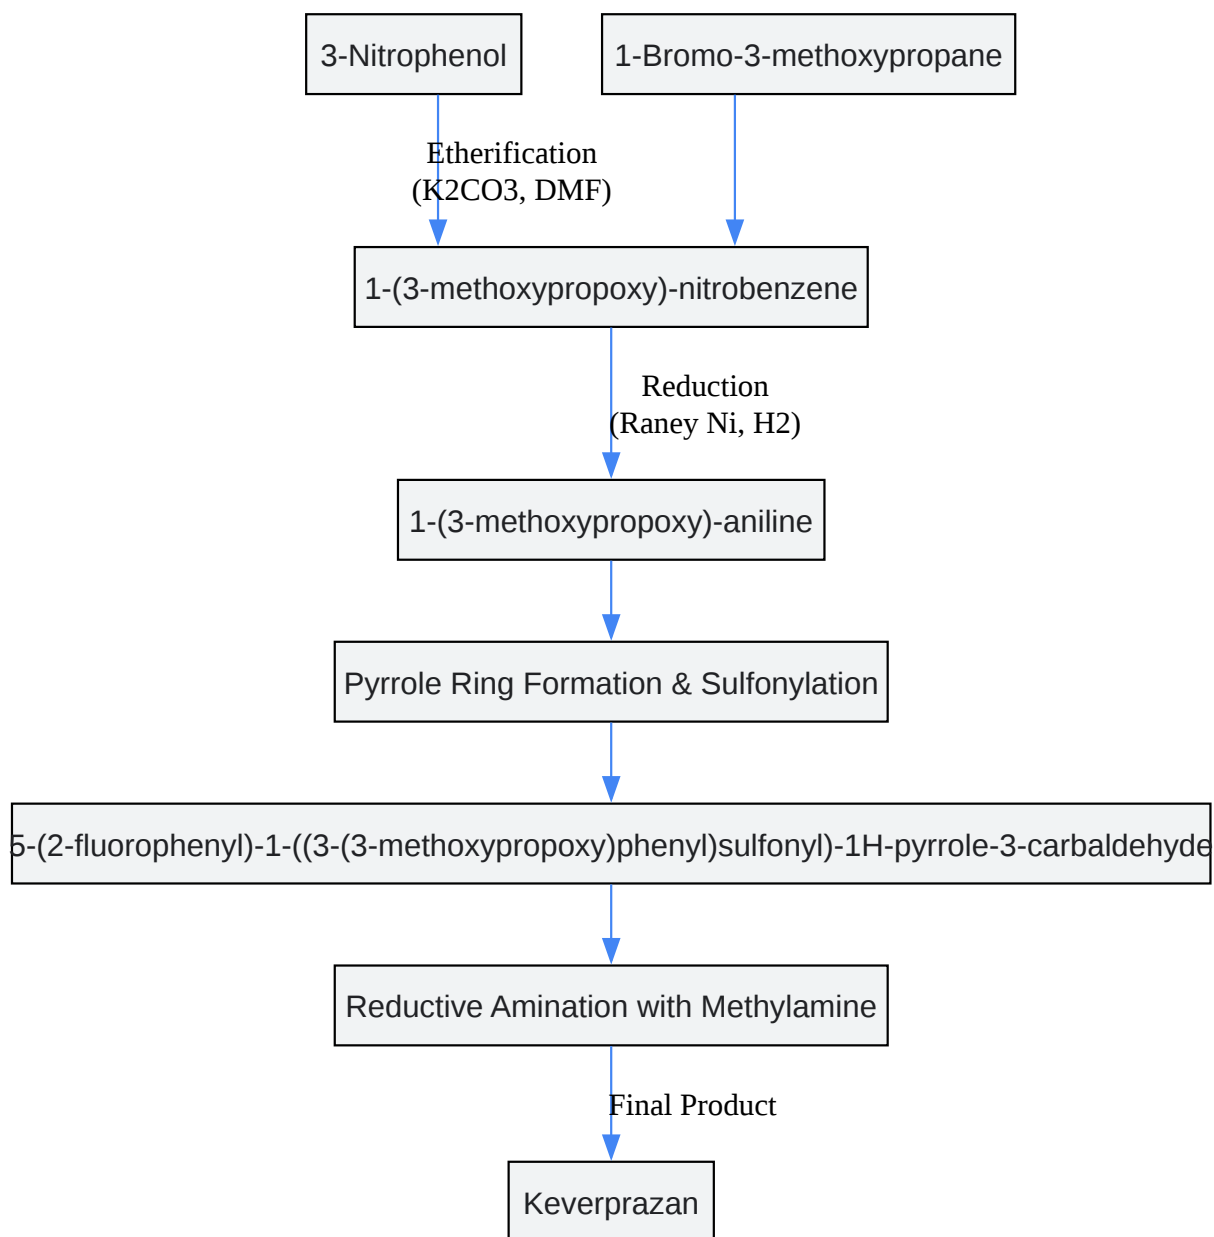 3-Nitrophenol
1-Bromo-3-methoxypropane
Etherification
(K2CO3, DMF)
1-(3-methoxypropoxy)-nitrobenzene
Reduction
(Raney Ni, H2)
1-(3-methoxypropoxy)-aniline
Pyrrole Ring Formation & Sulfonylation
5-(2-fluorophenyl)-1-((3-(3-methoxypropoxy)phenyl)sulfonyl)-1H-pyrrole-3-carbaldehyde
Reductive Amination with Methylamine
Final Product
Keverprazan